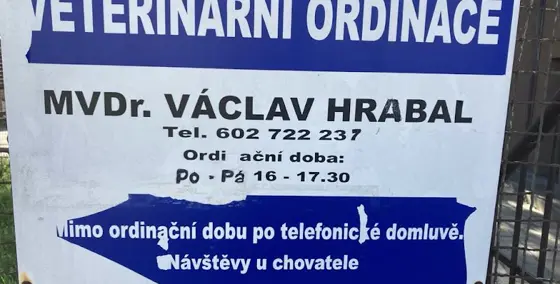 VETERINÁRNÍ ORDINACE
MVDr. VÁCLAV HRABAL
Tel. 602 722 237
Ordi ační doba:
Po - Pá 16 - 17.30
Mimo ordinační dobu po telefonické domluvě.
Návštěvy u chovatele